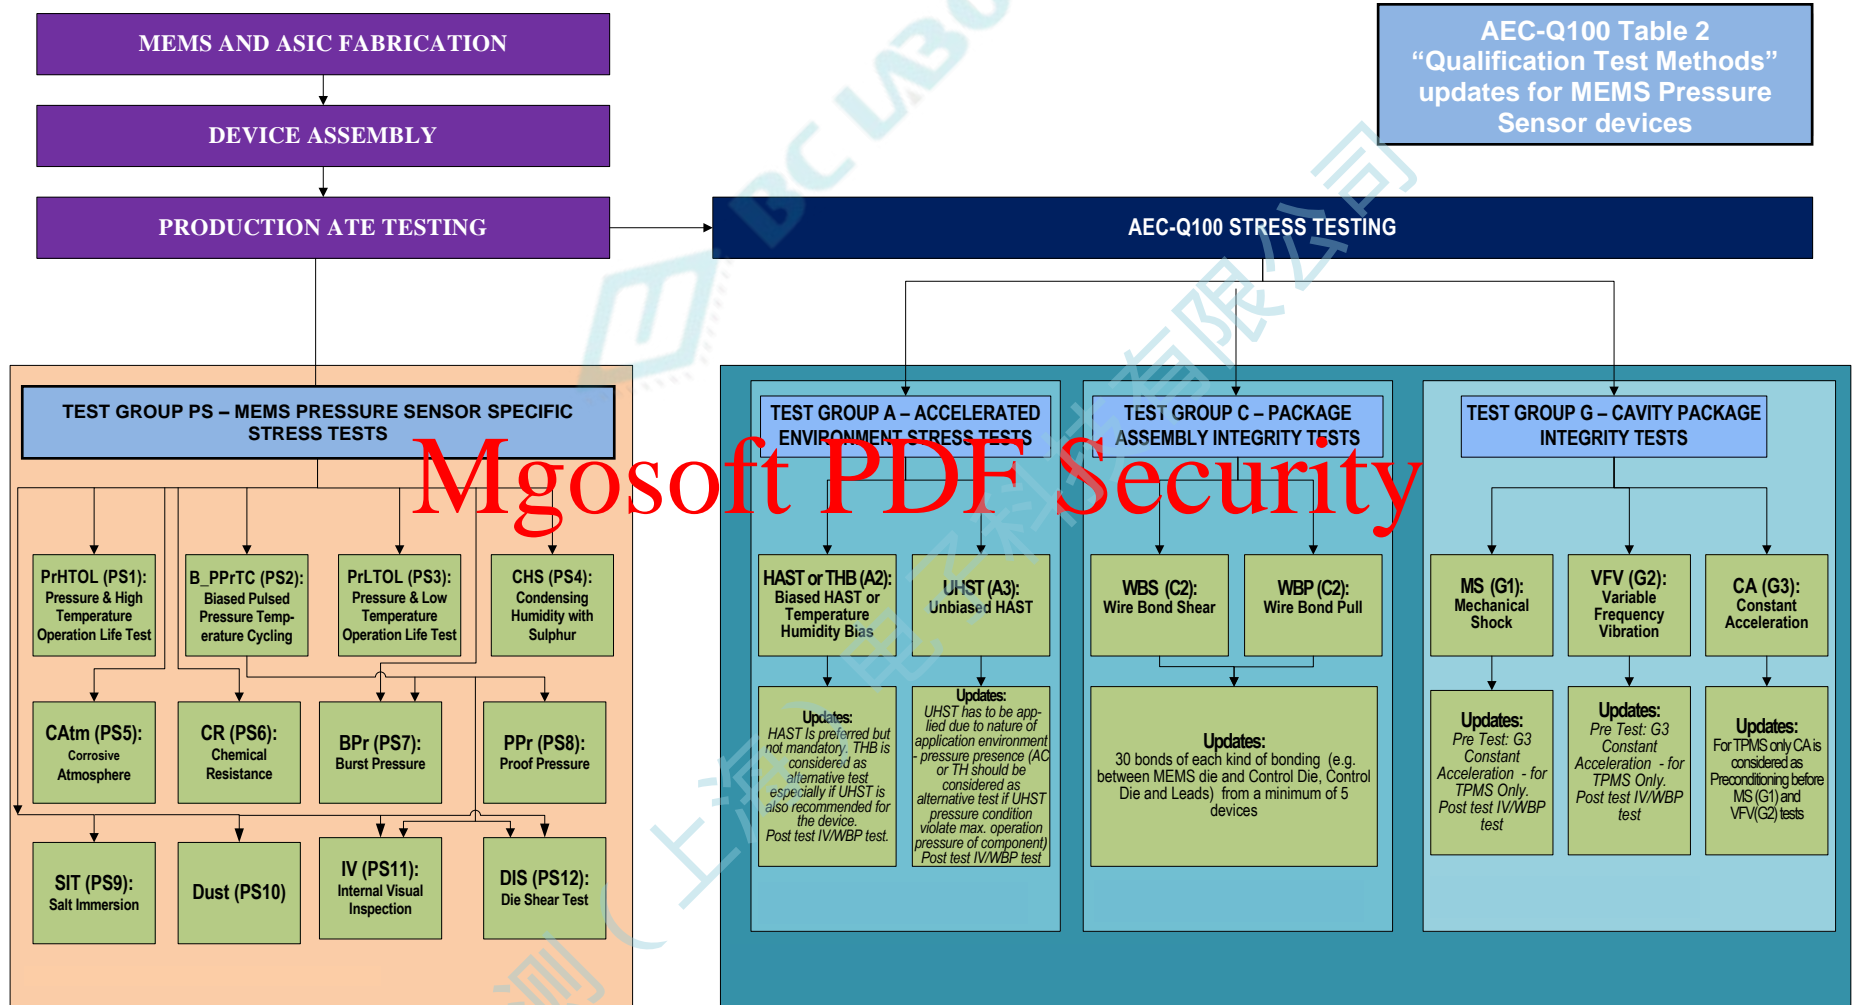 MEMS AND ASIC FABRICATION
DEVICE ASSEMBLY
PRODUCTION ATE TESTING
AEC-Q100 Table 2
“Qualification Test Methods”
updates for MEMS Pressure
Sensor devices
AEC-Q100 STRESS TESTING
TEST GROUP PS – MEMS PRESSURE SENSOR SPECIFIC
STRESS TESTS
PrHTOL (PS1):
Pressure & High
Temperature
Operation Life Test
B_PPrTC (PS2):
Biased Pulsed
Pressure Temp-
erature Cycling
PrLTOL (PS3):
Pressure & Low
Temperature
Operation Life Test
CHS (PS4):
Condensing
Humidity with
Sulphur
CAtm (PS5):
Corrosive
Atmosphere
CR (PS6):
Chemical
Resistance
BPr (PS7):
Burst Pressure
PPr (PS8):
Proof Pressure
SIT (PS9):
Salt Immersion
Dust (PS10)
IV (PS11):
Internal Visual
Inspection
DIS (PS12):
Die Shear Test
TEST GROUP A – ACCELERATED
ENVIRONMENT STRESS TESTS
HAST or THB (A2):
Biased HAST or
Temperature
Humidity Bias
UHST (A3):
Unbiased HAST
Updates:
HAST Is preferred but
not mandatory. THB is
considered as
alternative test
especially if UHST is
also recommended for
the device.
Post test IV/WBP test.
Updates:
UHST has to be app-
lied due to nature of
application environment
- pressure presence (AC
or TH should be
considered as
alternative test if UHST
pressure condition
violate max. operation
pressure of component)
Post test IV/WBP test
TEST GROUP C – PACKAGE
ASSEMBLY INTEGRITY TESTS
WBS (C2):
Wire Bond Shear
WBP (C2):
Wire Bond Pull
Updates:
30 bonds of each kind of bonding (e.g.
between MEMS die and Control Die, Control
Die and Leads) from a minimum of 5
devices
TEST GROUP G – CAVITY PACKAGE
INTEGRITY TESTS
MS (G1):
Mechanical
Shock
VFV (G2):
Variable
Frequency
Vibration
CA (G3):
Constant
Acceleration
Updates:
Pre Test: G3
Constant
Acceleration - for
TPMS Only.
Post test IV/WBP
test
Updates:
Pre Test: G3
Constant
Acceleration - for
TPMS Only.
Post test IV/WBP
test
Updates:
For TPMS only CA is
considered as
Preconditioning before
MS (G1) and
VFV(G2) tests
Mgosoft PDF Security
BC LABO
测（上海）电子科技有限公司